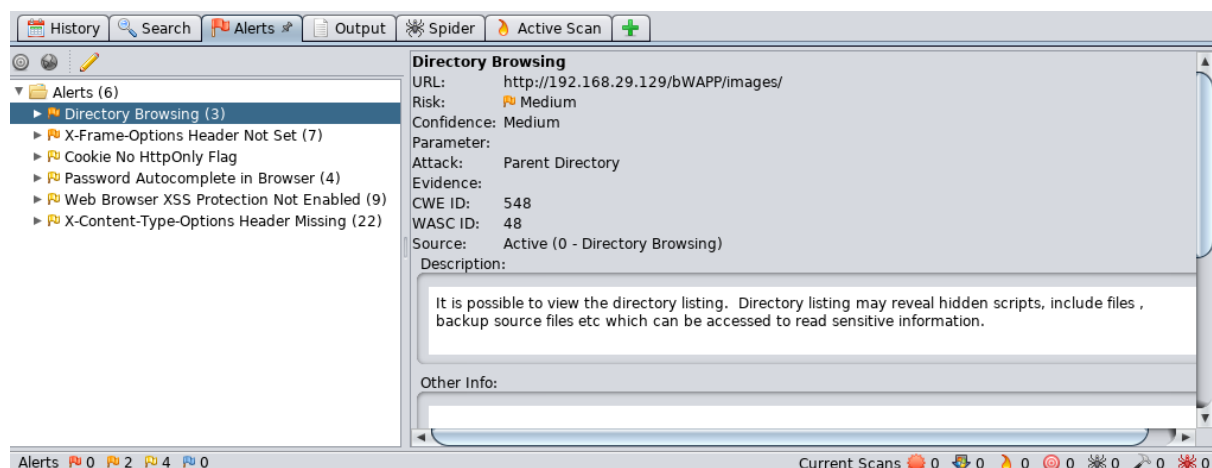 History Search Alerts Output Spider Active Scan
Alerts (6)
Directory Browsing (3)
X-Frame-Options Header Not Set (7)
Cookie No HttpOnly Flag
Password Autocomplete in Browser (4)
Web Browser XSS Protection Not Enabled (9)
X-Content-Type-Options Header Missing (22)
Directory Browsing
URL: http://192.168.29.129/bWAPP/images/
Risk: Medium
Confidence: Medium
Parameter:
Attack: Parent Directory
Evidence:
CWE ID: 548
WASC ID: 48
Source: Active (0 - Directory Browsing)
Description:
It is possible to view the directory listing.  Directory listing may reveal hidden scripts, include files ,
backup source files etc which can be accessed to read sensitive information.
Other Info:
Alerts 0 2 4 0 Current Scans 0 0 0 0 0 0 0